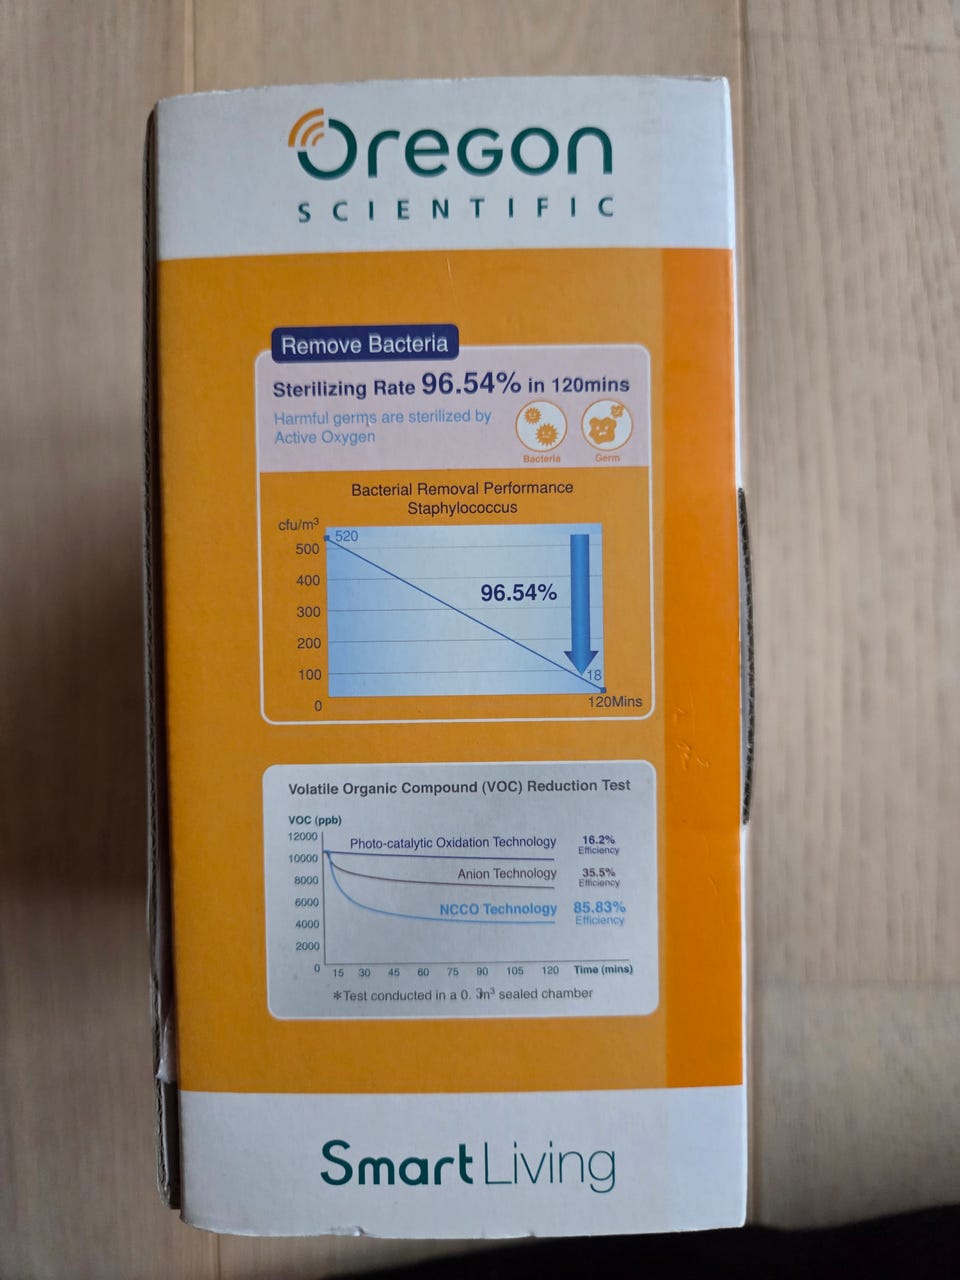 Oregon
SCIENTIFIC
Remove Bacteria
Sterilizing Rate 96.54% in 120mins
Harmful germs are sterilized by
Active Oxygen
Bacteria Germ
Bacterial Removal Performance
Staphylococcus
cfu/m³
520
500
400
96.54%
300
200
100
18
0
120Mins
Volatile Organic Compound (VOC) Reduction Test
VOC (ppb)
12000
Photo-catalytic Oxidation Technology 16.2%
Efficiency
10000
Anion Technology 35.5%
Efficiency
8000
6000
NCCO Technology 85.83%
Efficiency
4000
2000
0 15 30 45 60 75 90 105 120 Time (mins)
*Test conducted in a 0. 3m³ sealed chamber
Smart Living